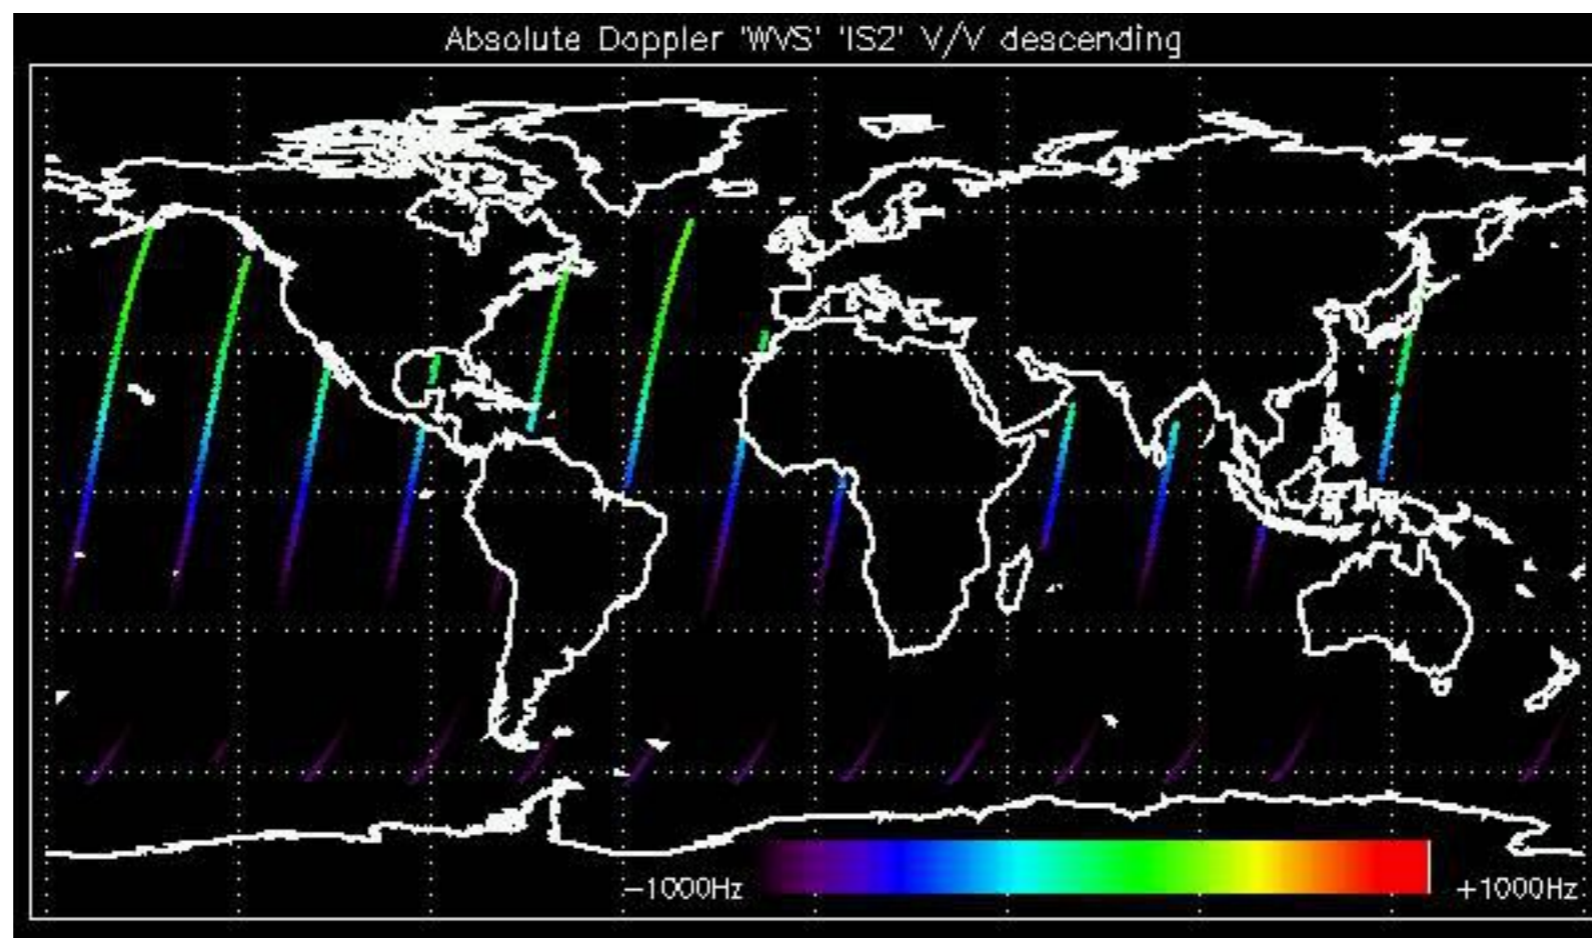 Absolute Doppler 'WVS' 'IS2' V/V descending
−1000Hz +1000Hz